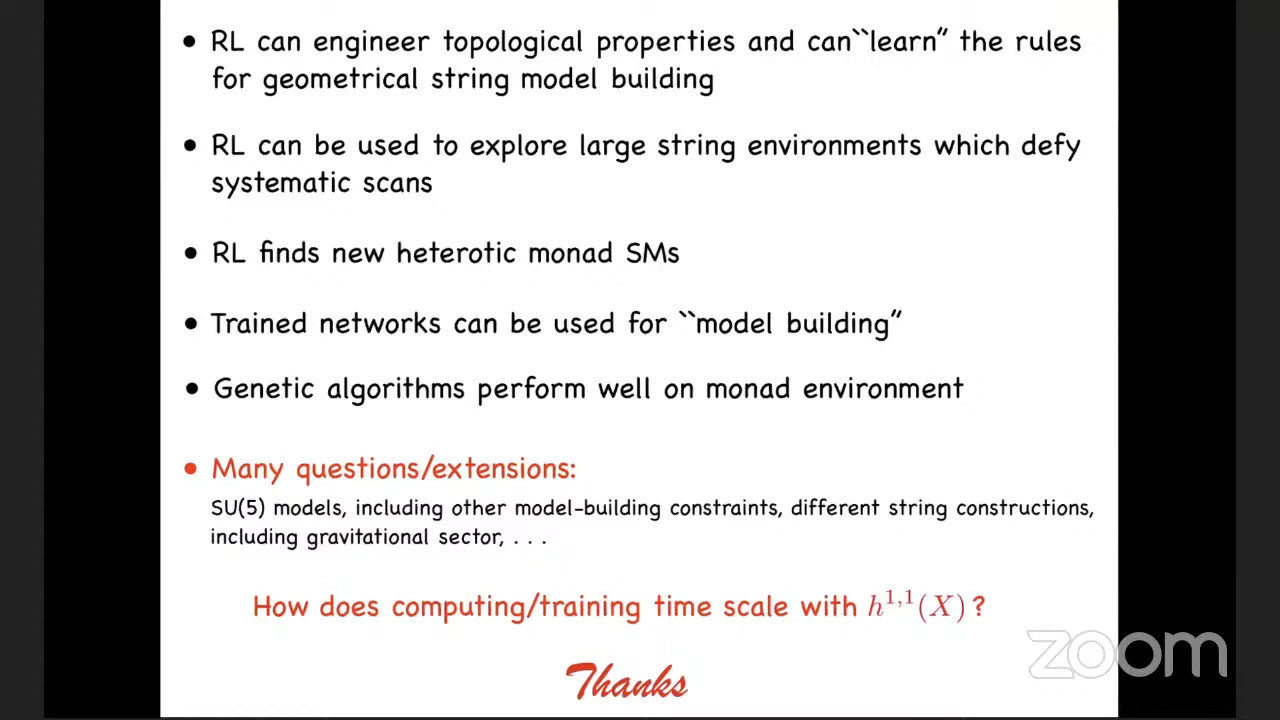 • RL can engineer topological properties and can``learn” the rules
for geometrical string model building
• RL can be used to explore large string environments which defy
systematic scans
• RL finds new heterotic monad SMs
• Trained networks can be used for ``model building”
• Genetic algorithms perform well on monad environment
• Many questions/extensions:
SU(5) models, including other model-building constraints, different string constructions,
including gravitational sector, . . .
How does computing/training time scale with $h^{1,1}(X)$ ?
zoom
Thanks